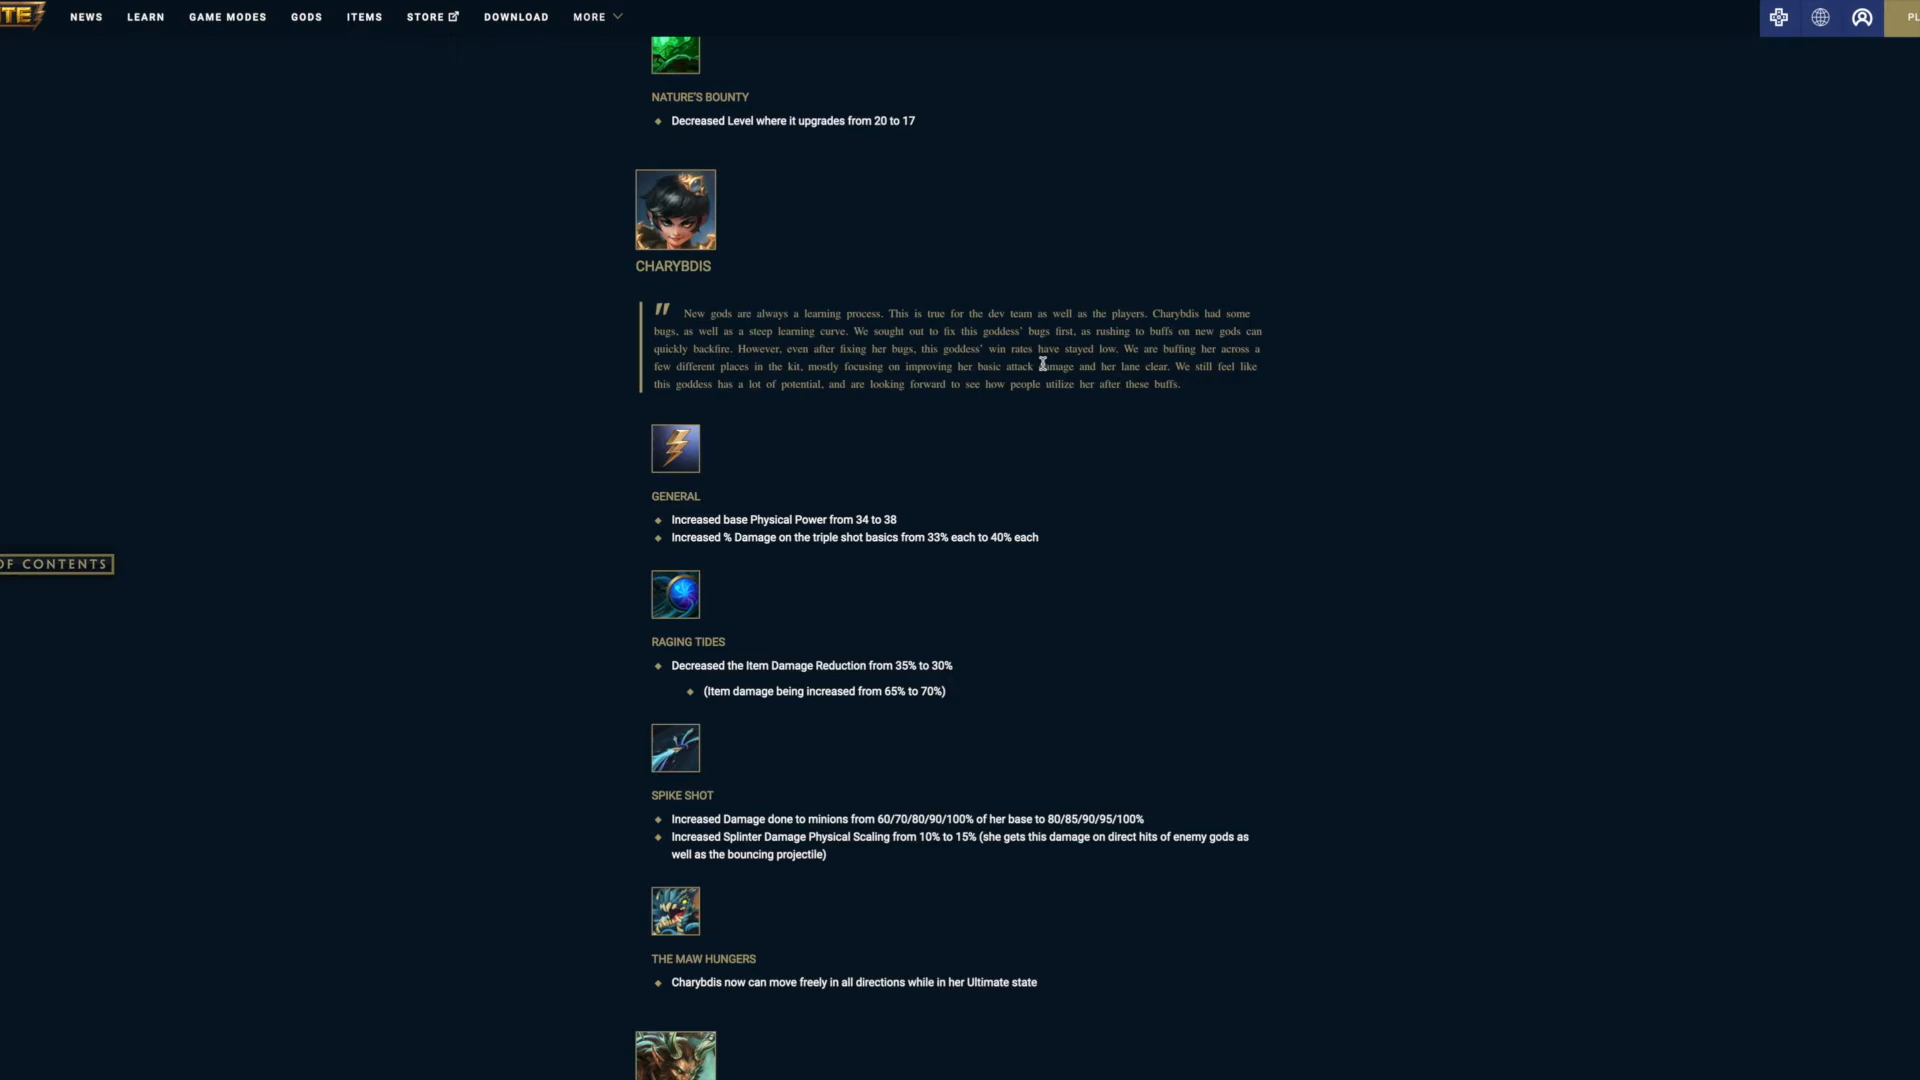 NEWS LEARN GAME MODES GODS ITEMS STORE DOWNLOAD MORE
NATURE'S BOUNTY
Decreased Level where it upgrades from 20 to 17
CHARYBDIS
" New gods are always a learning process. This is true for the dev team as well as the players. Charybdis had some
bugs, as well as a steep learning curve. We sought out to fix this goddess' bugs first, as rushing to buffs on new gods can
quickly backfire. However, even after fixing her bugs, this goddess' win rates have stayed low. We are buffing her across a
few different places in the kit, mostly focusing on improving her basic attack damage and her lane clear. We still feel like
this goddess has a lot of potential, and are looking forward to see how people utilize her after these buffs.
GENERAL
Increased base Physical Power from 34 to 38
Increased % Damage on the triple shot basics from 33% each to 40% each
OF CONTENTS
RAGING TIDES
Decreased the Item Damage Reduction from 35% to 30%
(Item damage being increased from 65% to 70%)
SPIKE SHOT
Increased Damage done to minions from 60/70/80/90/100% of her base to 80/85/90/95/100%
Increased Splinter Damage Physical Scaling from 10% to 15% (she gets this damage on direct hits of enemy gods as
well as the bouncing projectile)
THE MAW HUNGERS
Charybdis now can move freely in all directions while in her Ultimate state